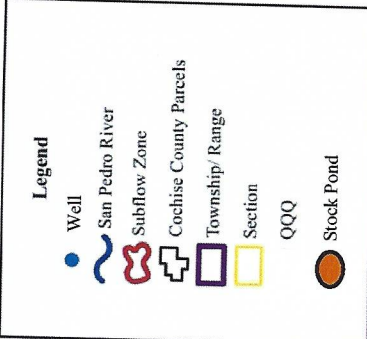 Legend
Well
San Pedro River
Subflow Zone
Cochise County Parcels
Township/ Range
Section
QQQ
Stock Pond